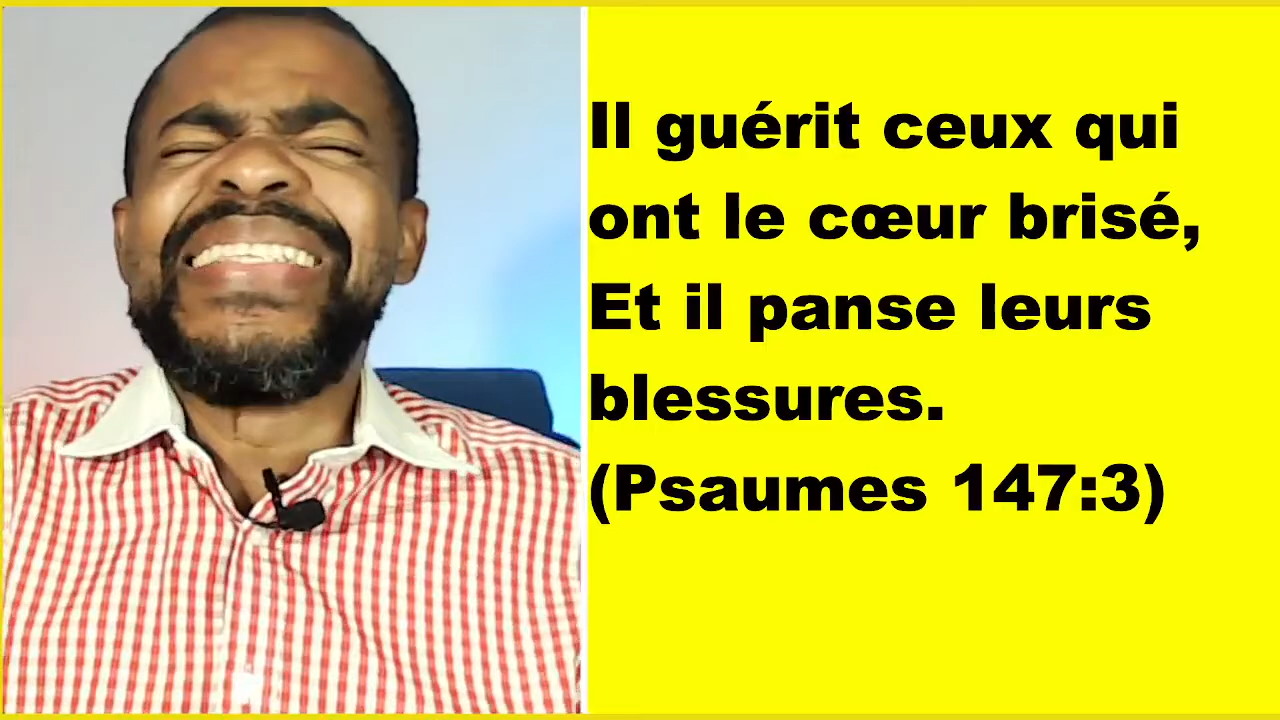 Il guérit ceux qui
ont le cœur brisé,
Et il panse leurs
blessures.
(Psaumes 147:3)